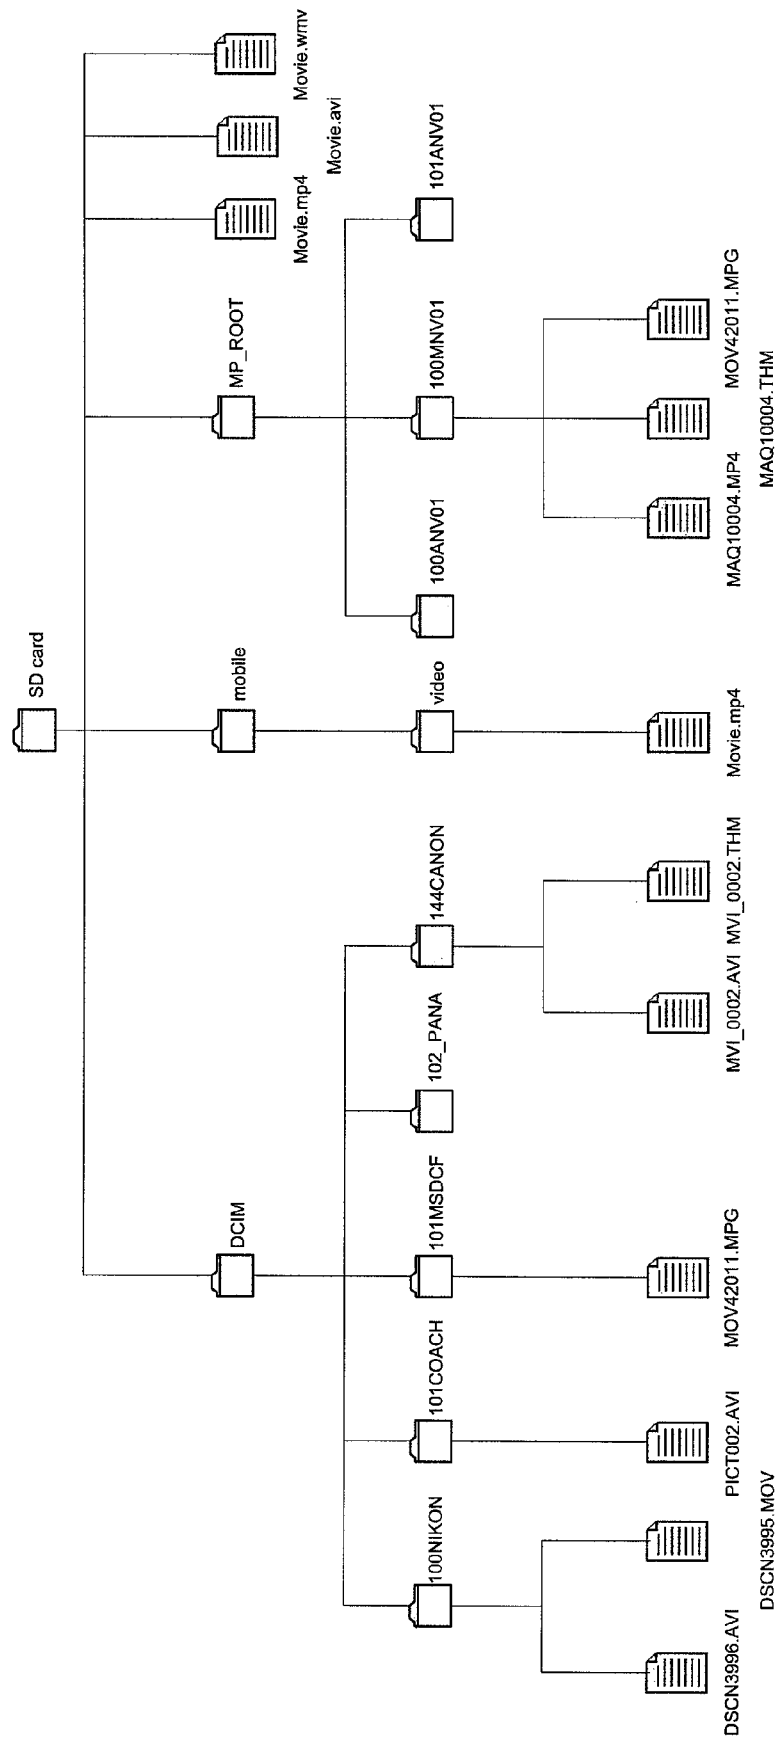 SD card
DCIM
mobile
MP_ROOT
Movie.mp4
Movie.avi
Movie.wmv
100NIKON
101COACH
101MSDCF
102_PANA
144CANON
video
100ANV01
100MNV01
101ANV01
DSCN3996.AVI
DSCN3995.MOV
PICT002.AVI
MOV42011.MPG
MVI_0002.AVI
MVI_0002.THM
Movie.mp4
MAQ10004.MP4
MAQ10004.THM
MOV42011.MPG